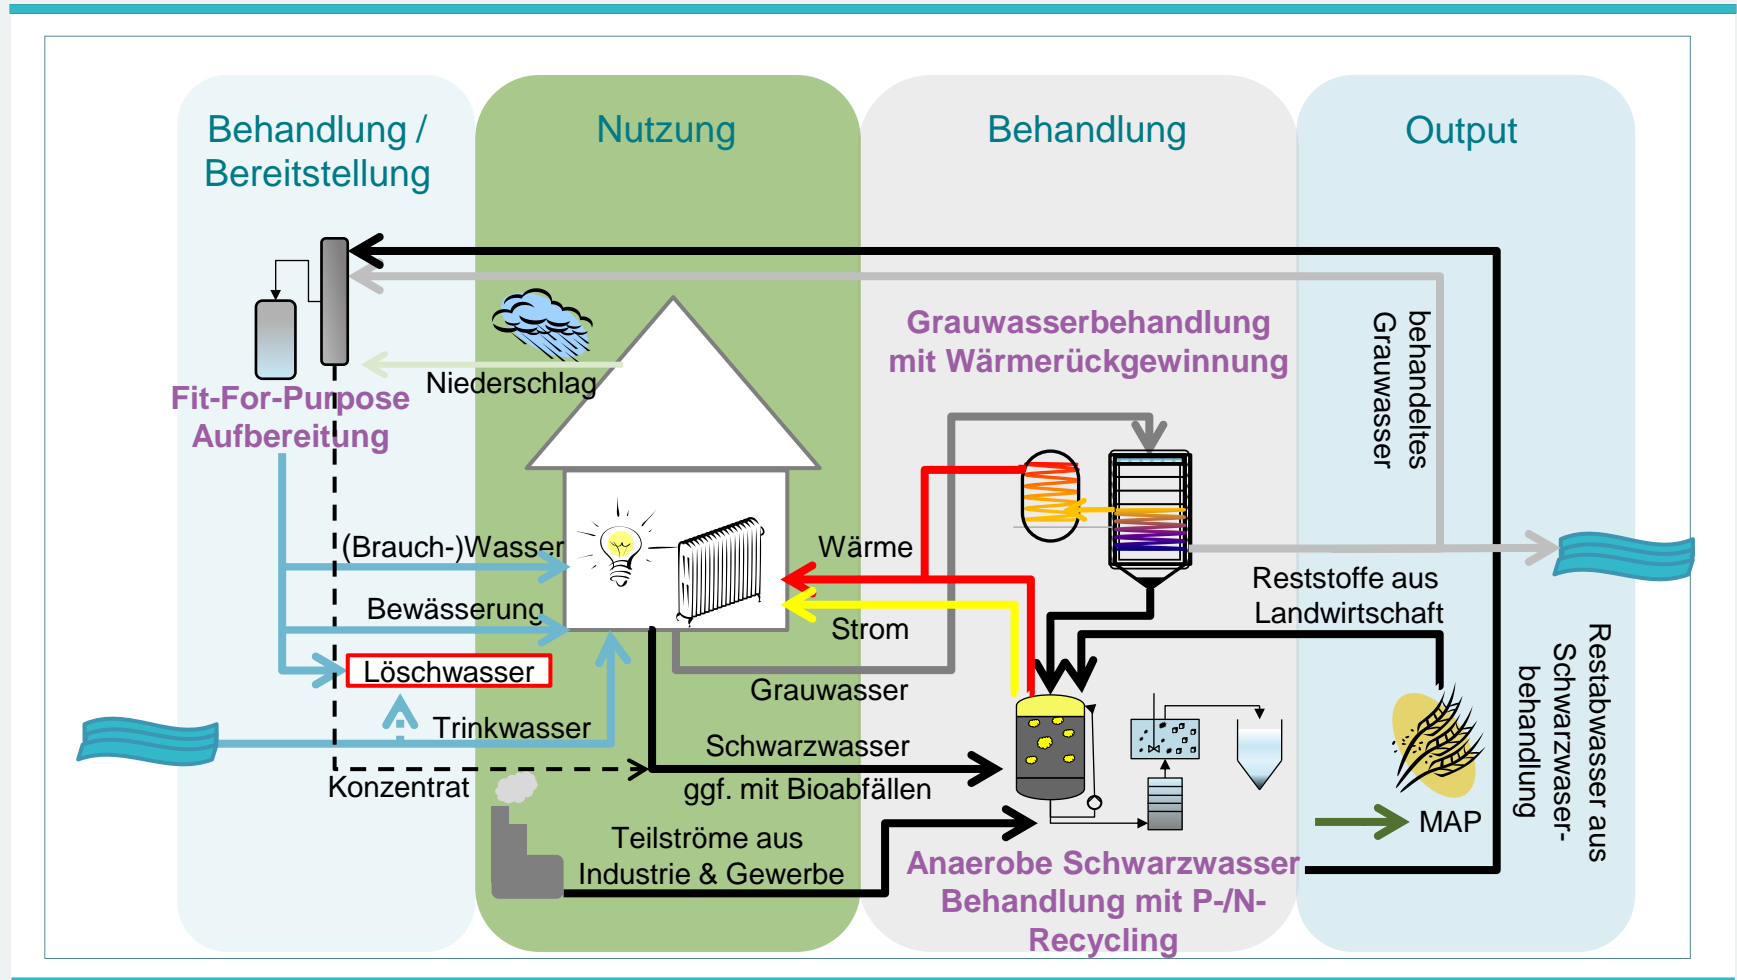 Behandlung /
Bereitstellung
Nutzung
Behandlung
Output
Niederschlag
Fit-For-Purpose
Aufbereitung
Grauwasserbehandlung
mit Wärmerückgewinnung
behandeltes
Grauwasser
(Brauch-)Wasser
Wärme
Bewässerung
Strom
Reststoffe aus
Landwirtschaft
Löschwasser
Grauwasser
Trinkwasser
Schwarzwasser
ggf. mit Bioabfällen
Konzentrat
Teilströme aus
Industrie & Gewerbe
MAP
Restabwasser aus
Schwarzwaser-
behandlung
Anaerobe Schwarzwasser
Behandlung mit P-/N-
Recycling